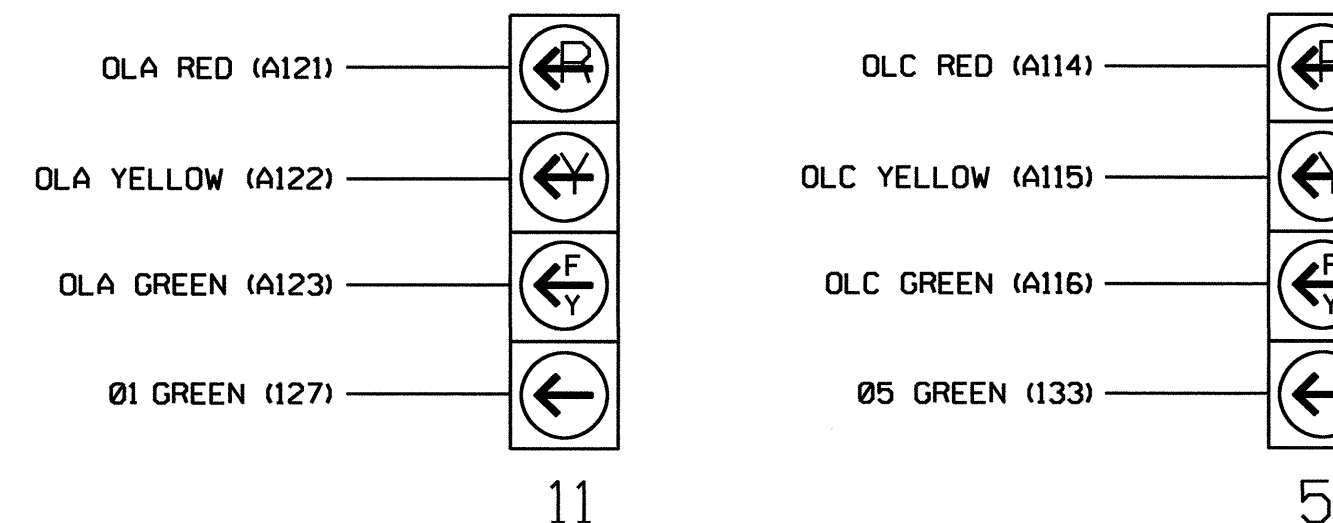 OLA RED (A121)
R
OLA YELLOW (A122)
Y
OLA GREEN (A123)
F
Y
Ø1 GREEN (127)
11
OLC RED (A114)
OLC YELLOW (A115)
OLC GREEN (A116)
Ø5 GREEN (133)
5